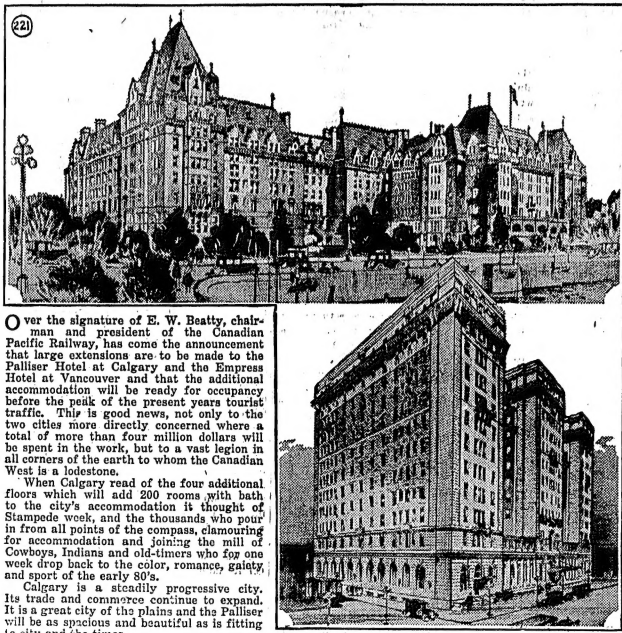 221
Over the signature of E. W. Beatty, chair-
man and president of the Canadian
Pacific Railway, has come the announcement
that large extensions are to be made to the
Palliser Hotel at Calgary and the Empress
Hotel at Vancouver and that the additional
accommodation will be ready for occupancy
before the peak of the present years tourist
traffic. This is good news, not only to the
two cities more directly concerned where a
total of more than four million dollars will
be spent in the work, but to a vast legion in
all corners of the earth to whom the Canadian
West is a lodestone.
When Calgary read of the four additional
floors which will add 200 rooms with bath
to the city's accommodation it thought of
Stampede week, and the thousands who pour
in from all points of the compass, clamouring
for accommodation and joining the mill of
Cowboys, Indians and old-timers who for one
week drop back to the color, romance, gaiety
and sport of the early 80's.
Calgary is a steadily progressive city.
Its trade and commerce continue to expand.
It is a great city of the plains and the Palliser
will be as spacious and beautiful as is fitting
to city and the times